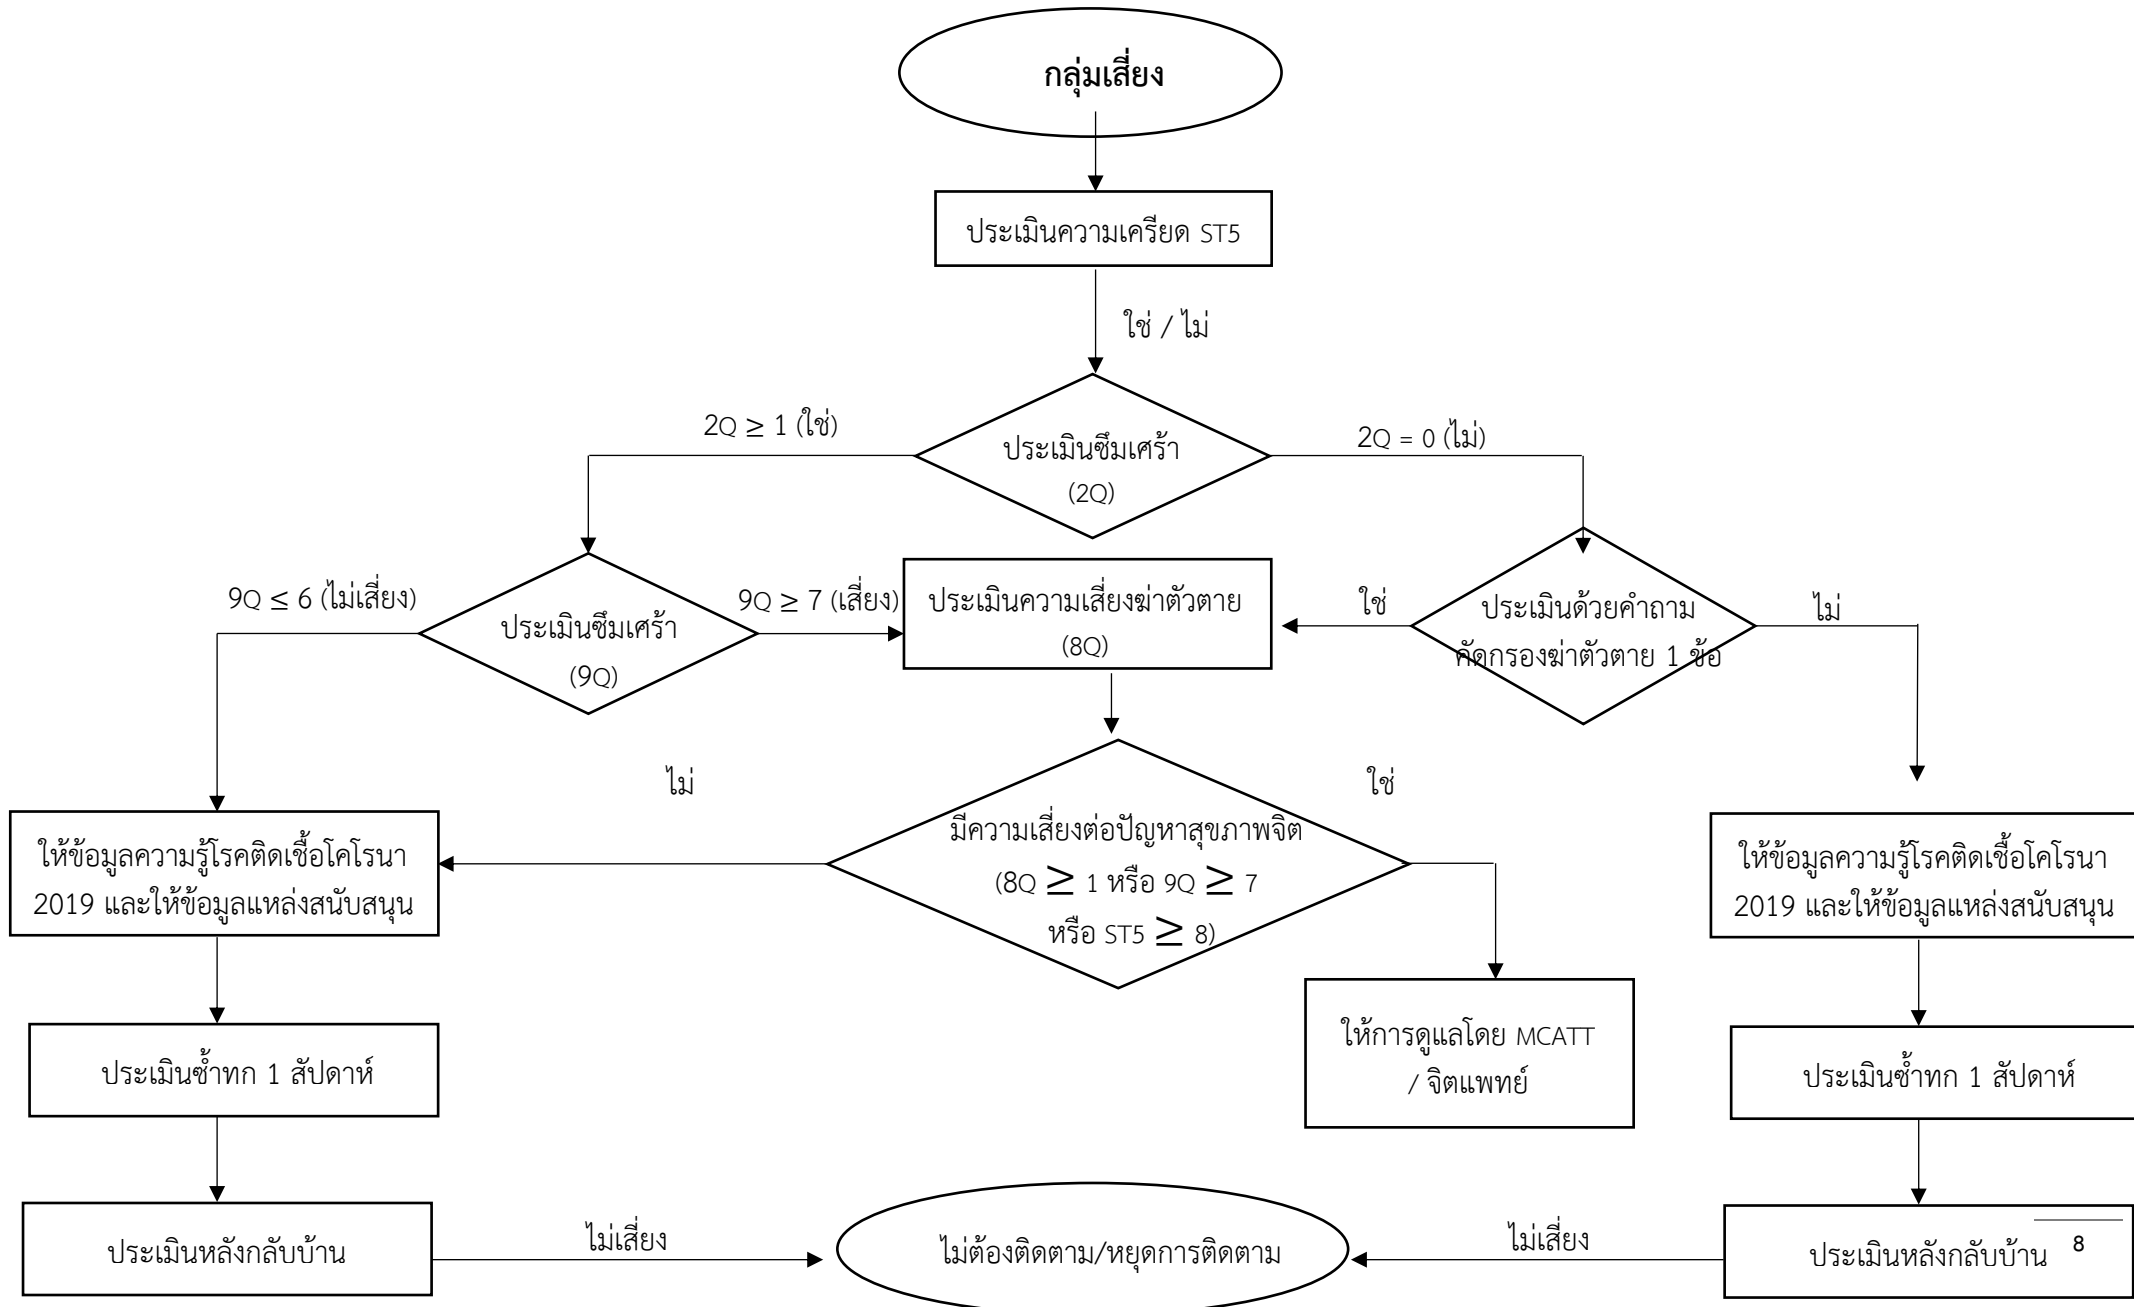 กลุ่มเสี่ยง
ประเมินความเครียด ST5
ใช่ / ไม่
2Q ≥ 1 (ใช่)
2Q = 0 (ไม่)
ประเมินซึมเศร้า
(2Q)
9Q ≤ 6 (ไม่เสี่ยง)
ประเมินซึมเศร้า
(9Q)
9Q ≥ 7 (เสี่ยง)
ประเมินความเสี่ยงฆ่าตัวตาย
(8Q)
ใช่
ประเมินด้วยคำถาม
คัดกรองฆ่าตัวตาย 1 ข้อ
ไม่
ไม่
ใช่
มีความเสี่ยงต่อปัญหาสุขภาพจิต
(8Q ≥ 1 หรือ 9Q ≥ 7
หรือ ST5 ≥ 8)
ให้ข้อมูลความรู้โรคติดเชื้อโคโรนา
2019 และให้ข้อมูลแหล่งสนับสนุน
ให้ข้อมูลความรู้โรคติดเชื้อโคโรนา
2019 และให้ข้อมูลแหล่งสนับสนุน
ให้การดูแลโดย MCATT
/ จิตแพทย์
ประเมินซ้ำทก 1 สัปดาห์
ประเมินซ้ำทก 1 สัปดาห์
ประเมินหลังกลับบ้าน
ไม่เสี่ยง
ไม่ต้องติดตาม/หยุดการติดตาม
ไม่เสี่ยง
ประเมินหลังกลับบ้าน
8